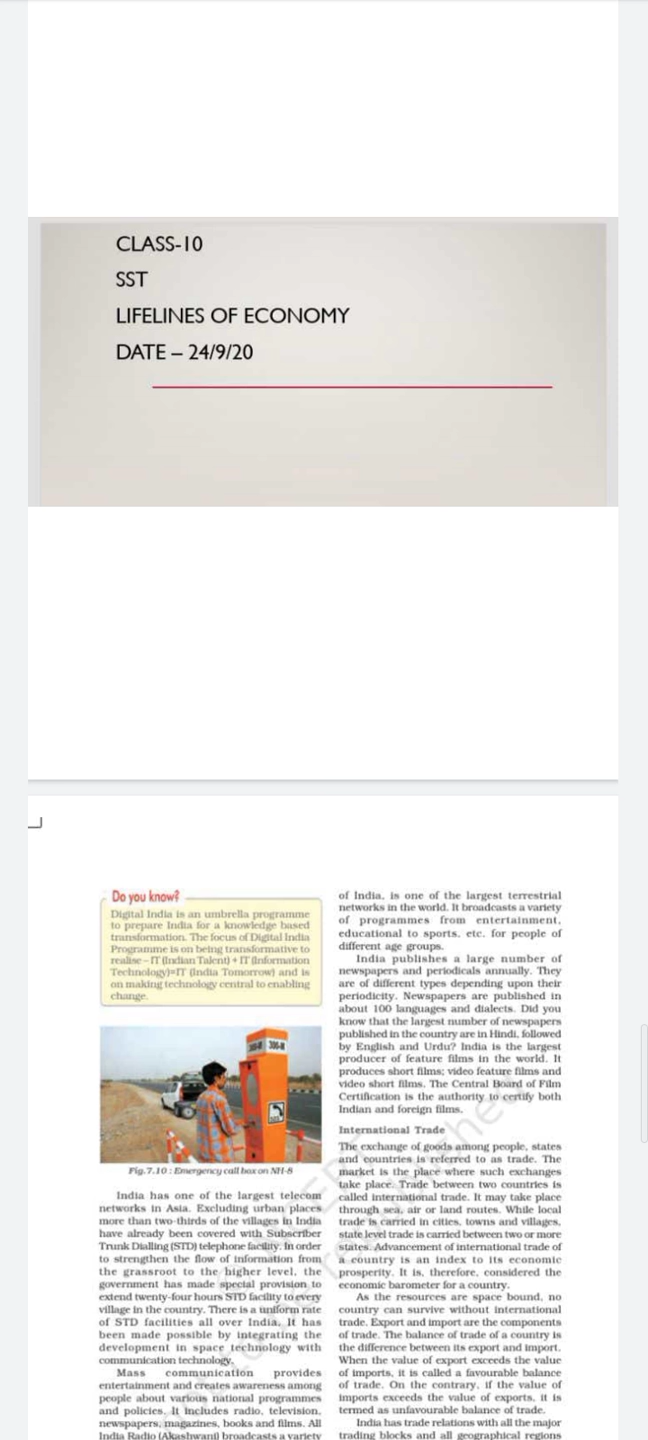 CLASS-10
SST
LIFELINES OF ECONOMY
DATE – 24/9/20
Do you know?
Digital India is an umbrella programme
to prepare India for a knowledge based
transformation. The focus of Digital India
Programme is on being transformative to
realise – IT (Indian Talent) + IT (Information
Technology)=IT (India Tomorrow) and is
on making technology central to enabling
change.
Fig.7.10 : Emergency call box on NH-8
India has one of the largest telecom
networks in Asia. Excluding urban places
more than two-thirds of the villages in India
have already been covered with Subscriber
Trunk Dialling (STD) telephone facility. In order
to strengthen the flow of information from
the grassroot to the higher level, the
government has made special provision to
extend twenty-four hours STD facility to every
village in the country. There is a uniform rate
of STD facilities all over India. It has
been made possible by integrating the
development in space technology with
communication technology.
Mass communication provides
entertainment and creates awareness among
people about various national programmes
and policies. It includes radio, television,
newspapers, magazines, books and films. All
India Radio (Akashwani) broadcasts a variety
of India, is one of the largest terrestrial
networks in the world. It broadcasts a variety
of programmes from entertainment,
educational to sports, etc. for people of
different age groups.
India publishes a large number of
newspapers and periodicals annually. They
are of different types depending upon their
periodicity. Newspapers are published in
about 100 languages and dialects. Did you
know that the largest number of newspapers
published in the country are in Hindi, followed
by English and Urdu? India is the largest
producer of feature films in the world. It
produces short films; video feature films and
video short films. The Central Board of Film
Certification is the authority to certify both
Indian and foreign films.
International Trade
The exchange of goods among people, states
and countries is referred to as trade. The
market is the place where such exchanges
take place. Trade between two countries is
called international trade. It may take place
through sea, air or land routes. While local
trade is carried in cities, towns and villages,
state level trade is carried between two or more
states. Advancement of international trade of
a country is an index to its economic
prosperity. It is, therefore, considered the
economic barometer for a country.
As the resources are space bound, no
country can survive without international
trade. Export and import are the components
of trade. The balance of trade of a country is
the difference between its export and import.
When the value of export exceeds the value
of imports, it is called a favourable balance
of trade. On the contrary, if the value of
imports exceeds the value of exports, it is
termed as unfavourable balance of trade.
India has trade relations with all the major
trading blocks and all geographical regions